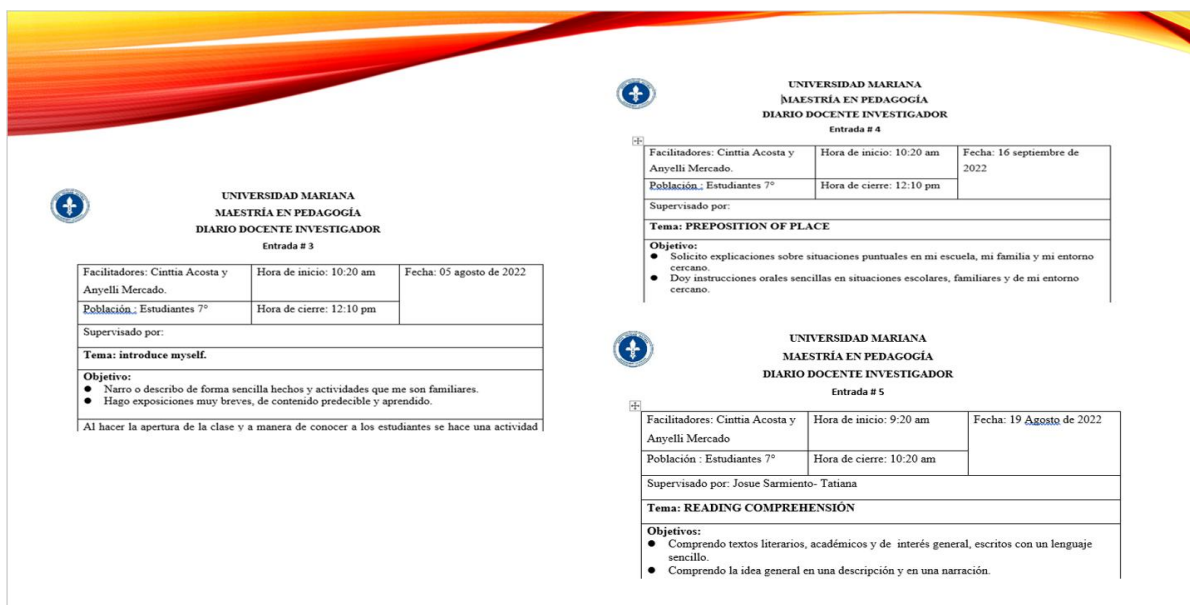 UNIVERSIDAD MARIANA
MAESTRÍA EN PEDAGOGÍA
DIARIO DOCENTE INVESTIGADOR
Entrada # 3
Facilitadores: Cinttia Acosta y
Anyelli Mercado.
Hora de inicio: 10:20 am
Fecha: 05 agosto de 2022
Población : Estudiantes 7°
Hora de cierre: 12:10 pm
Supervisado por:
Tema: introduce myself.
Objetivo:
● Narro o describo de forma sencilla hechos y actividades que me son familiares.
● Hago exposiciones muy breves, de contenido predecible y aprendido.
Al hacer la apertura de la clase y a manera de conocer a los estudiantes se hace una actividad
UNIVERSIDAD MARIANA
MAESTRÍA EN PEDAGOGÍA
DIARIO DOCENTE INVESTIGADOR
Entrada # 4
Facilitadores: Cinttia Acosta y
Anyelli Mercado.
Hora de inicio: 10:20 am
Fecha: 16 septiembre de
2022
Población : Estudiantes 7°
Hora de cierre: 12:10 pm
Supervisado por:
Tema: PREPOSITION OF PLACE
Objetivo:
● Solicito explicaciones sobre situaciones puntuales en mi escuela, mi familia y mi entorno
cercano.
● Doy instrucciones orales sencillas en situaciones escolares, familiares y de mi entorno
cercano.
UNIVERSIDAD MARIANA
MAESTRÍA EN PEDAGOGÍA
DIARIO DOCENTE INVESTIGADOR
Entrada # 5
Facilitadores: Cinttia Acosta y
Anyelli Mercado
Hora de inicio: 9:20 am
Fecha: 19 Agosto de 2022
Población : Estudiantes 7°
Hora de cierre: 10:20 am
Supervisado por: Josue Sarmiento- Tatiana
Tema: READING COMPREHENSIÓN
Objetivos:
● Comprendo textos literarios, académicos y de interés general, escritos con un lenguaje
sencillo.
● Comprendo la idea general en una descripción y en una narración.